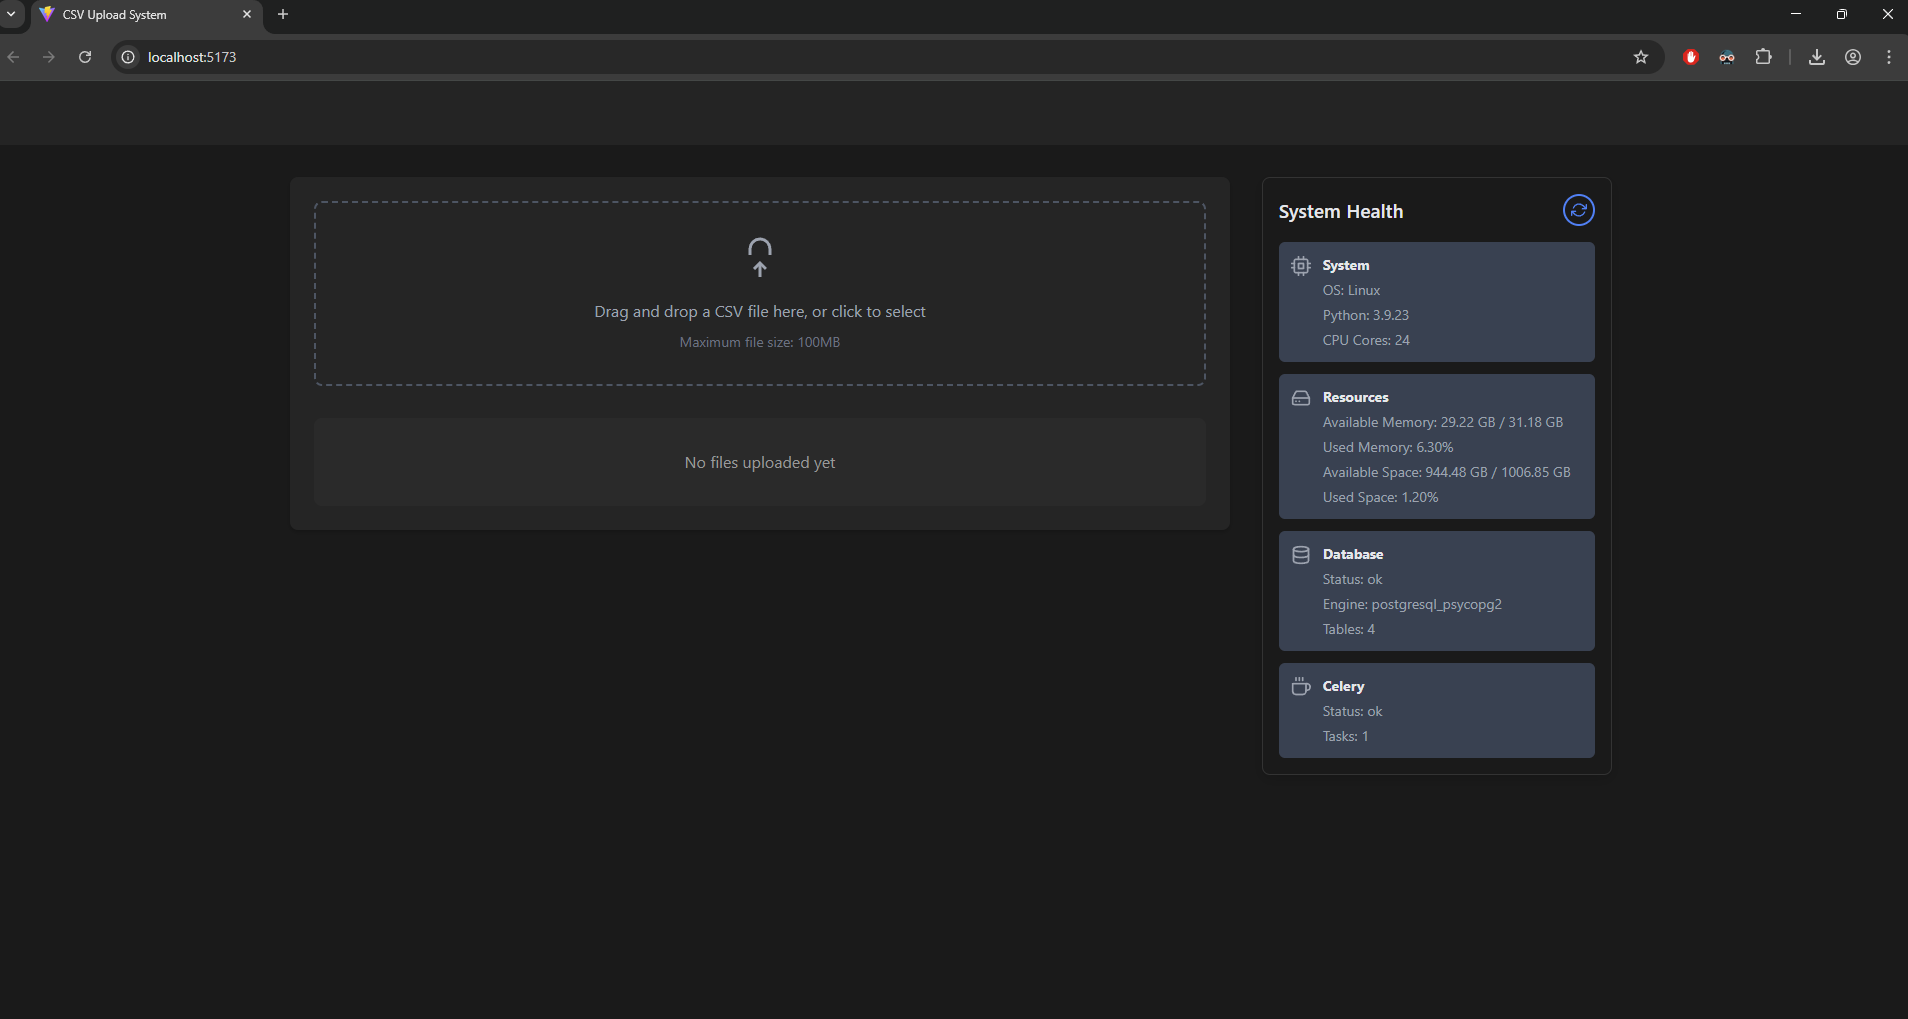 CSV Upload System
localhost:5173
Drag and drop a CSV file here, or click to select
Maximum file size: 100MB
No files uploaded yet
System Health
System
OS: Linux
Python: 3.9.23
CPU Cores: 24
Resources
Available Memory: 29.22 GB / 31.18 GB
Used Memory: 6.30%
Available Space: 944.48 GB / 1006.85 GB
Used Space: 1.20%
Database
Status: ok
Engine: postgresql_psycopg2
Tables: 4
Celery
Status: ok
Tasks: 1